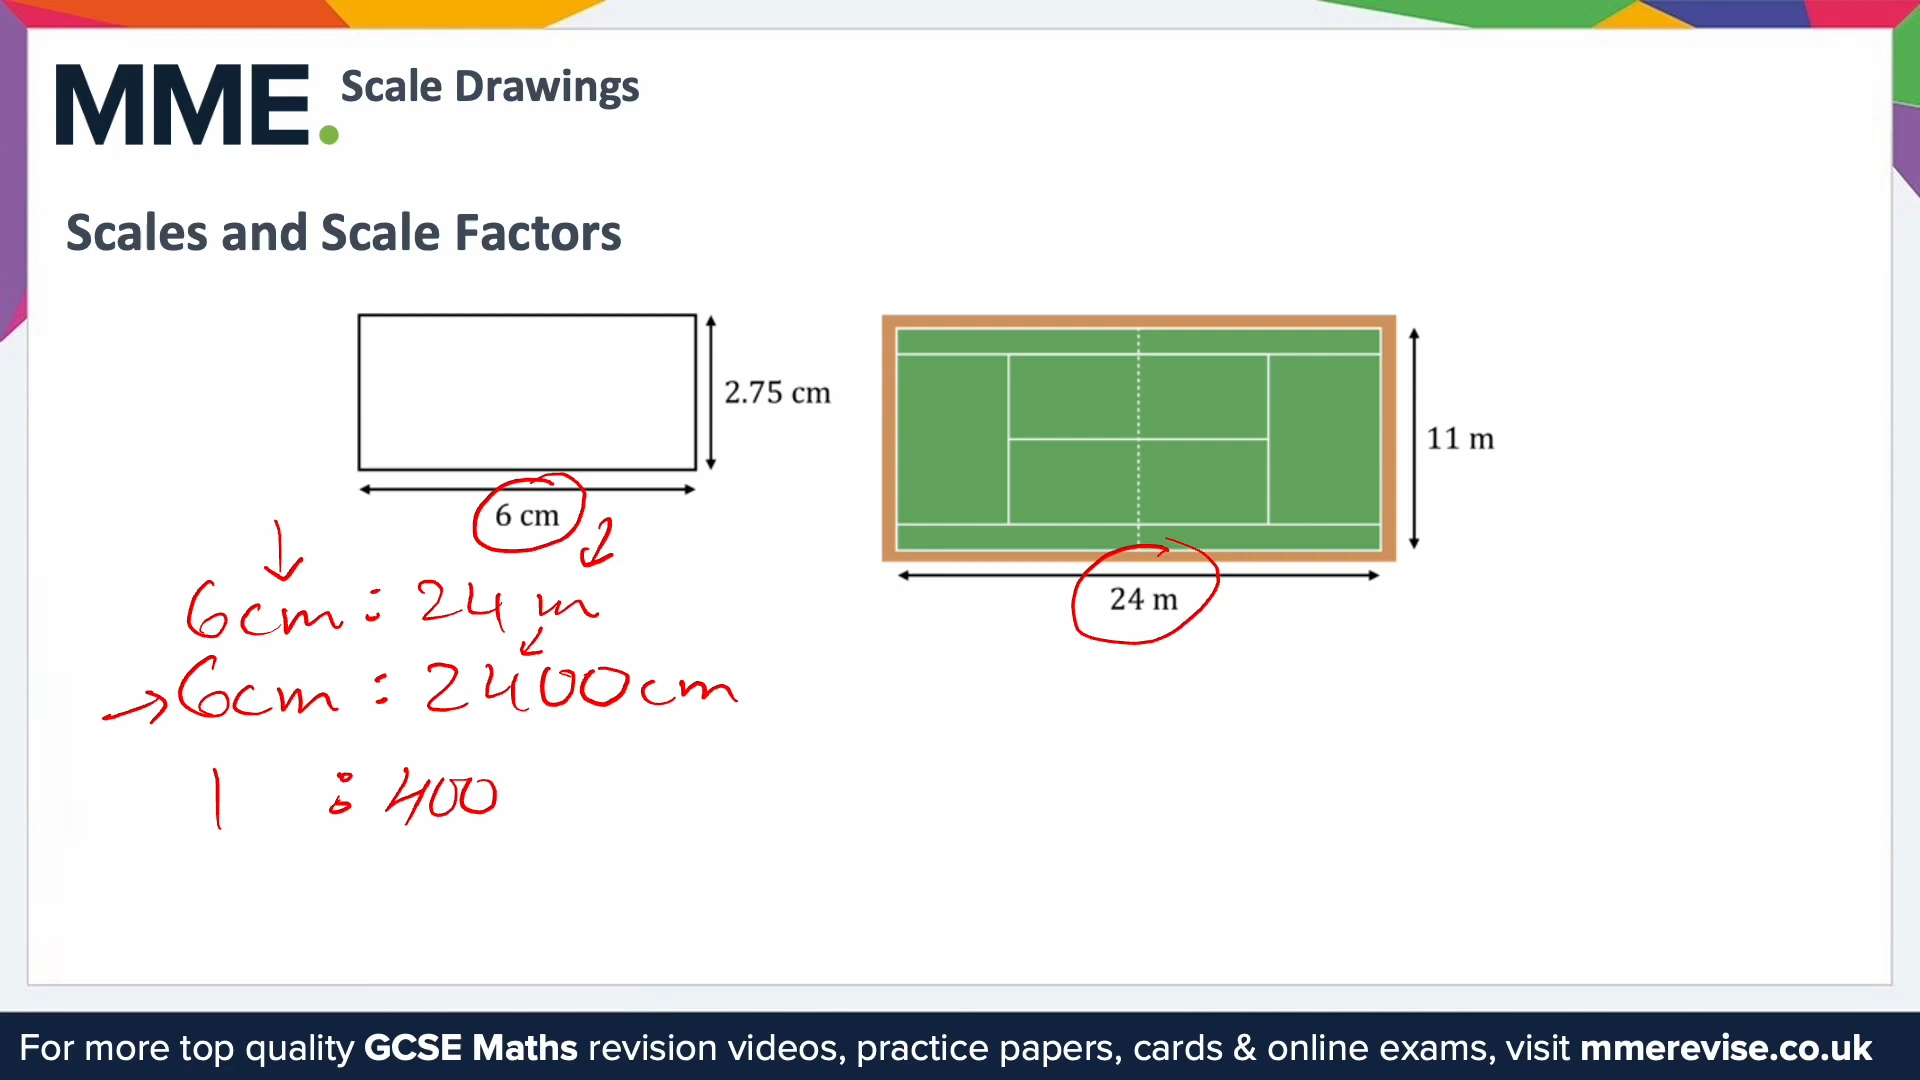 MME. Scale Drawings
Scales and Scale Factors
2.75 cm
6 cm
11 m
24 m
6cm : 24 m
6cm : 2400cm
1 : 400
For more top quality GCSE Maths revision videos, practice papers, cards & online exams, visit mmerevise.co.uk